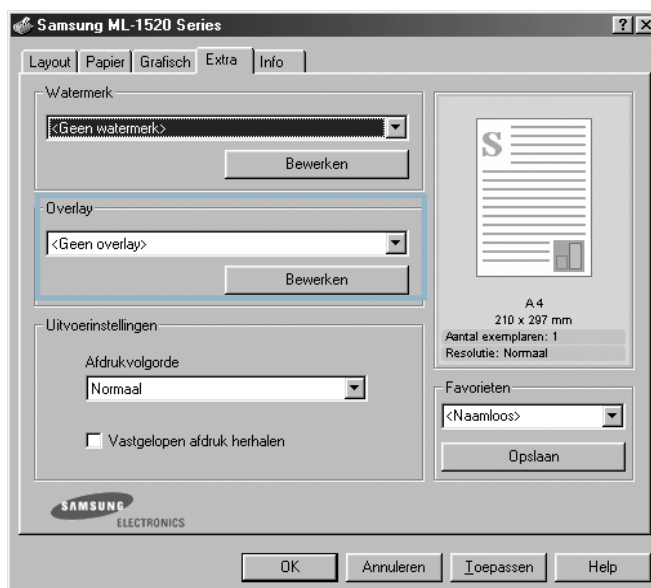 Samsung ML-1520 Series
Layout Papier Grafisch Extra Info
Watermerk
<Geen watermerk>
Bewerken
Overlay
<Geen overlay>
Bewerken
Uitvoerinstellingen
Afdrukvolgorde
Normaal
Vastgelopen afdruk herhalen
SAMSUNG
ELECTRONICS
S
A4
210 x 297 mm
Aantal exemplaren: 1
Resolutie: Normaal
Favorieten
<Naamloos>
Opslaan
OK Annuleren Toepassen Help